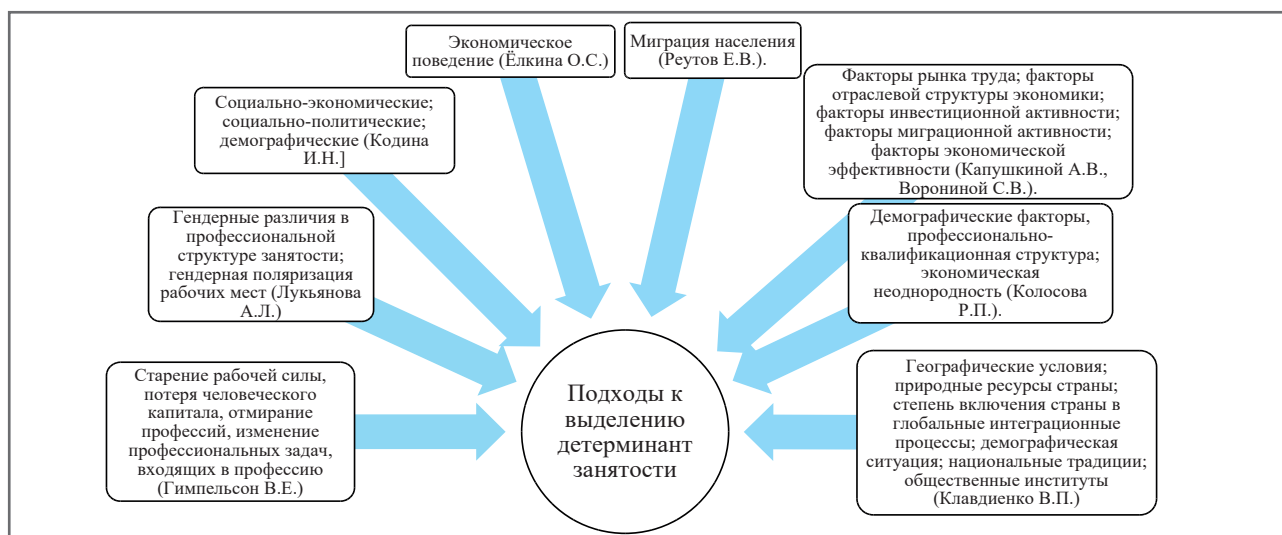 Экономическое
поведение (Ёлкина О.С.)
Миграция населения
(Реутов Е.В.).
Социально-экономические;
социально-политические;
демографические (Кодина
И.Н.]
Факторы рынка труда; факторы
отраслевой структуры экономики;
факторы инвестиционной активности;
факторы миграционной активности;
факторы экономической
эффективности (Капушкиной А.В.,
Ворониной С.В.).
Гендерные различия в
профессиональной
структуре занятости;
гендерная поляризация
рабочих мест (Лукьянова
А.Л.)
Демографические факторы,
профессионально-
квалификационная структура;
экономическая
неоднородность (Колосова
Р.П.).
Старение рабочей силы,
потеря человеческого
капитала, отмирание
профессий, изменение
профессиональных задач,
входящих в профессию
(Гимпельсон В.Е.)
Подходы к
выделению
детерминант
занятости
Географические условия;
природные ресурсы страны;
степень включения страны в
глобальные интеграционные
процессы; демографическая
ситуация; национальные традиции;
общественные институты
(Клавдиенко В.П.)